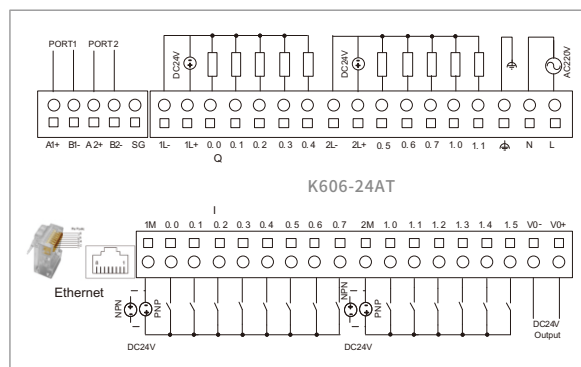 PORT1 PORT2 DC24V DC24V AC220V
A1+ B1- A2+ B2- SG 1L- 1L+ 0.0 0.1 0.2 0.3 0.4 2L- 2L+ 0.5 0.6 0.7 1.0 1.1 N L
Q
K606-24AT
I
1M 0.0 0.1 0.2 0.3 0.4 0.5 0.6 0.7 2M 1.0 1.1 1.2 1.3 1.4 1.5 V0- V0+
Ethernet
NPN PNP NPN PNP
DC24V DC24V
DC24V
Output